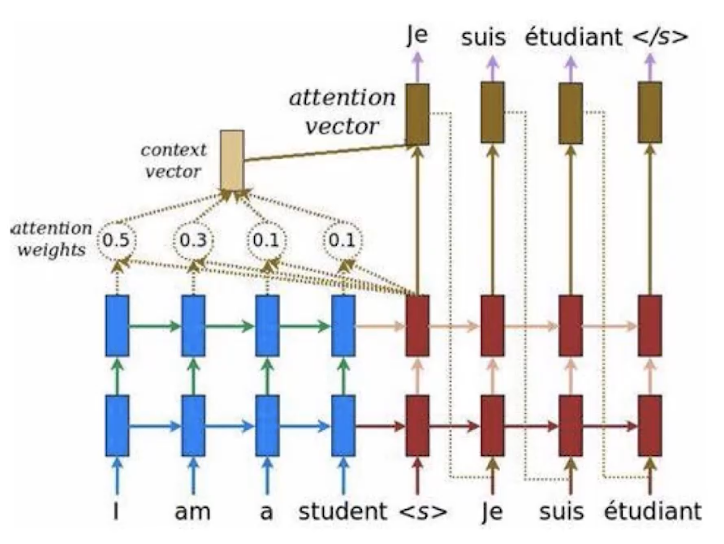 Je suis étudiant </s>
attention
vector
context
vector
attention
weights
0.5 0.3 0.1 0.1
I am a student <s> Je suis étudiant